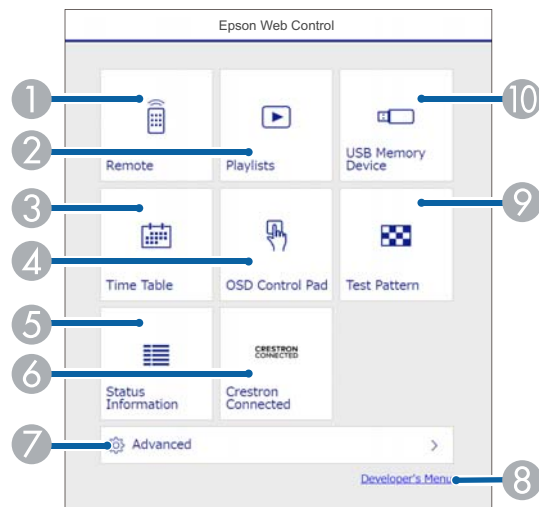 Epson Web Control
1
2
3
4
5
6
7
8
9
10
Remote
Playlists
USB Memory
Device
Time Table
OSD Control Pad
Test Pattern
CRESTRON
CONNECTED
Status
Information
Crestron
Connected
Advanced
Developer's Menu